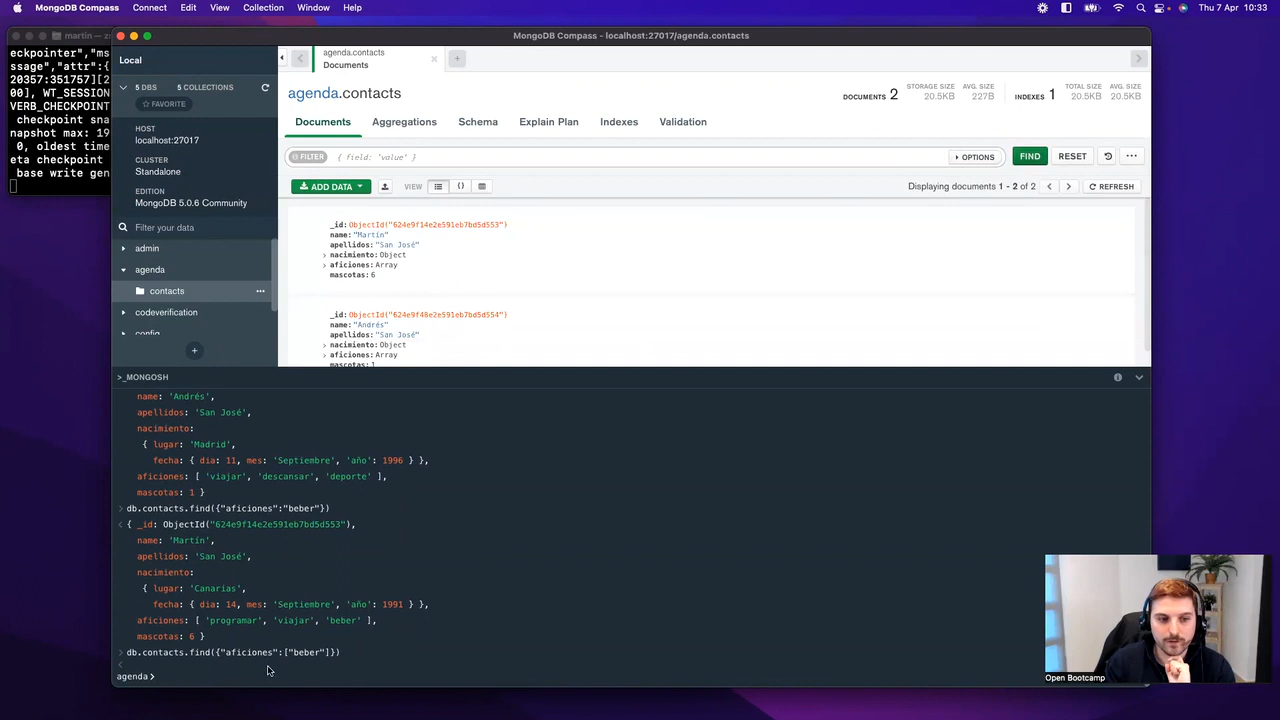 MongoDB Compass Connect Edit View Collection Window Help
Thu 7 Apr 10:33
martin —
MongoDB Compass - localhost:27017/agenda.contacts
eckpointer","ms
ssage","attr":{
20357:351757][2
00], WT_SESSION
VERB_CHECKPOINT
checkpoint sna
napshot max: 19
0, oldest time
eta checkpoint
base write gen
Local
5 DBS 5 COLLECTIONS
FAVORITE
HOST
localhost:27017
CLUSTER
Standalone
EDITION
MongoDB 5.0.6 Community
Filter your data
admin
agenda
contacts
codeverification
config
agenda.contacts
Documents
agenda.contacts
DOCUMENTS 2
STORAGE SIZE
20.5KB
AVG. SIZE
227B
INDEXES 1
TOTAL SIZE
20.5KB
AVG. SIZE
20.5KB
Documents Aggregations Schema Explain Plan Indexes Validation
FILTER { field: 'value' } OPTIONS FIND RESET
ADD DATA VIEW {} Displaying documents 1 - 2 of 2 REFRESH
_id: ObjectId("624e9f14e2e591eb7bd5d553")
name: "Martín"
apellidos: "San José"
nacimiento: Object
aficiones: Array
mascotas: 6
_id: ObjectId("624e9f48e2e591eb7bd5d554")
name: "Andrés"
apellidos: "San José"
nacimiento: Object
aficiones: Array
mascotas: 1
>_MONGOSH
name: 'Andrés',
apellidos: 'San José',
nacimiento:
{ lugar: 'Madrid',
fecha: { dia: 11, mes: 'Septiembre', 'año': 1996 } },
aficiones: [ 'viajar', 'descansar', 'deporte' ],
mascotas: 1 }
> db.contacts.find({"aficiones":"beber"})
< { _id: ObjectId("624e9f14e2e591eb7bd5d553"),
name: 'Martín',
apellidos: 'San José',
nacimiento:
{ lugar: 'Canarias',
fecha: { dia: 14, mes: 'Septiembre', 'año': 1991 } },
aficiones: [ 'programar', 'viajar', 'beber' ],
mascotas: 6 }
> db.contacts.find({"aficiones":["beber"]})
<
agenda >
Open Bootcamp